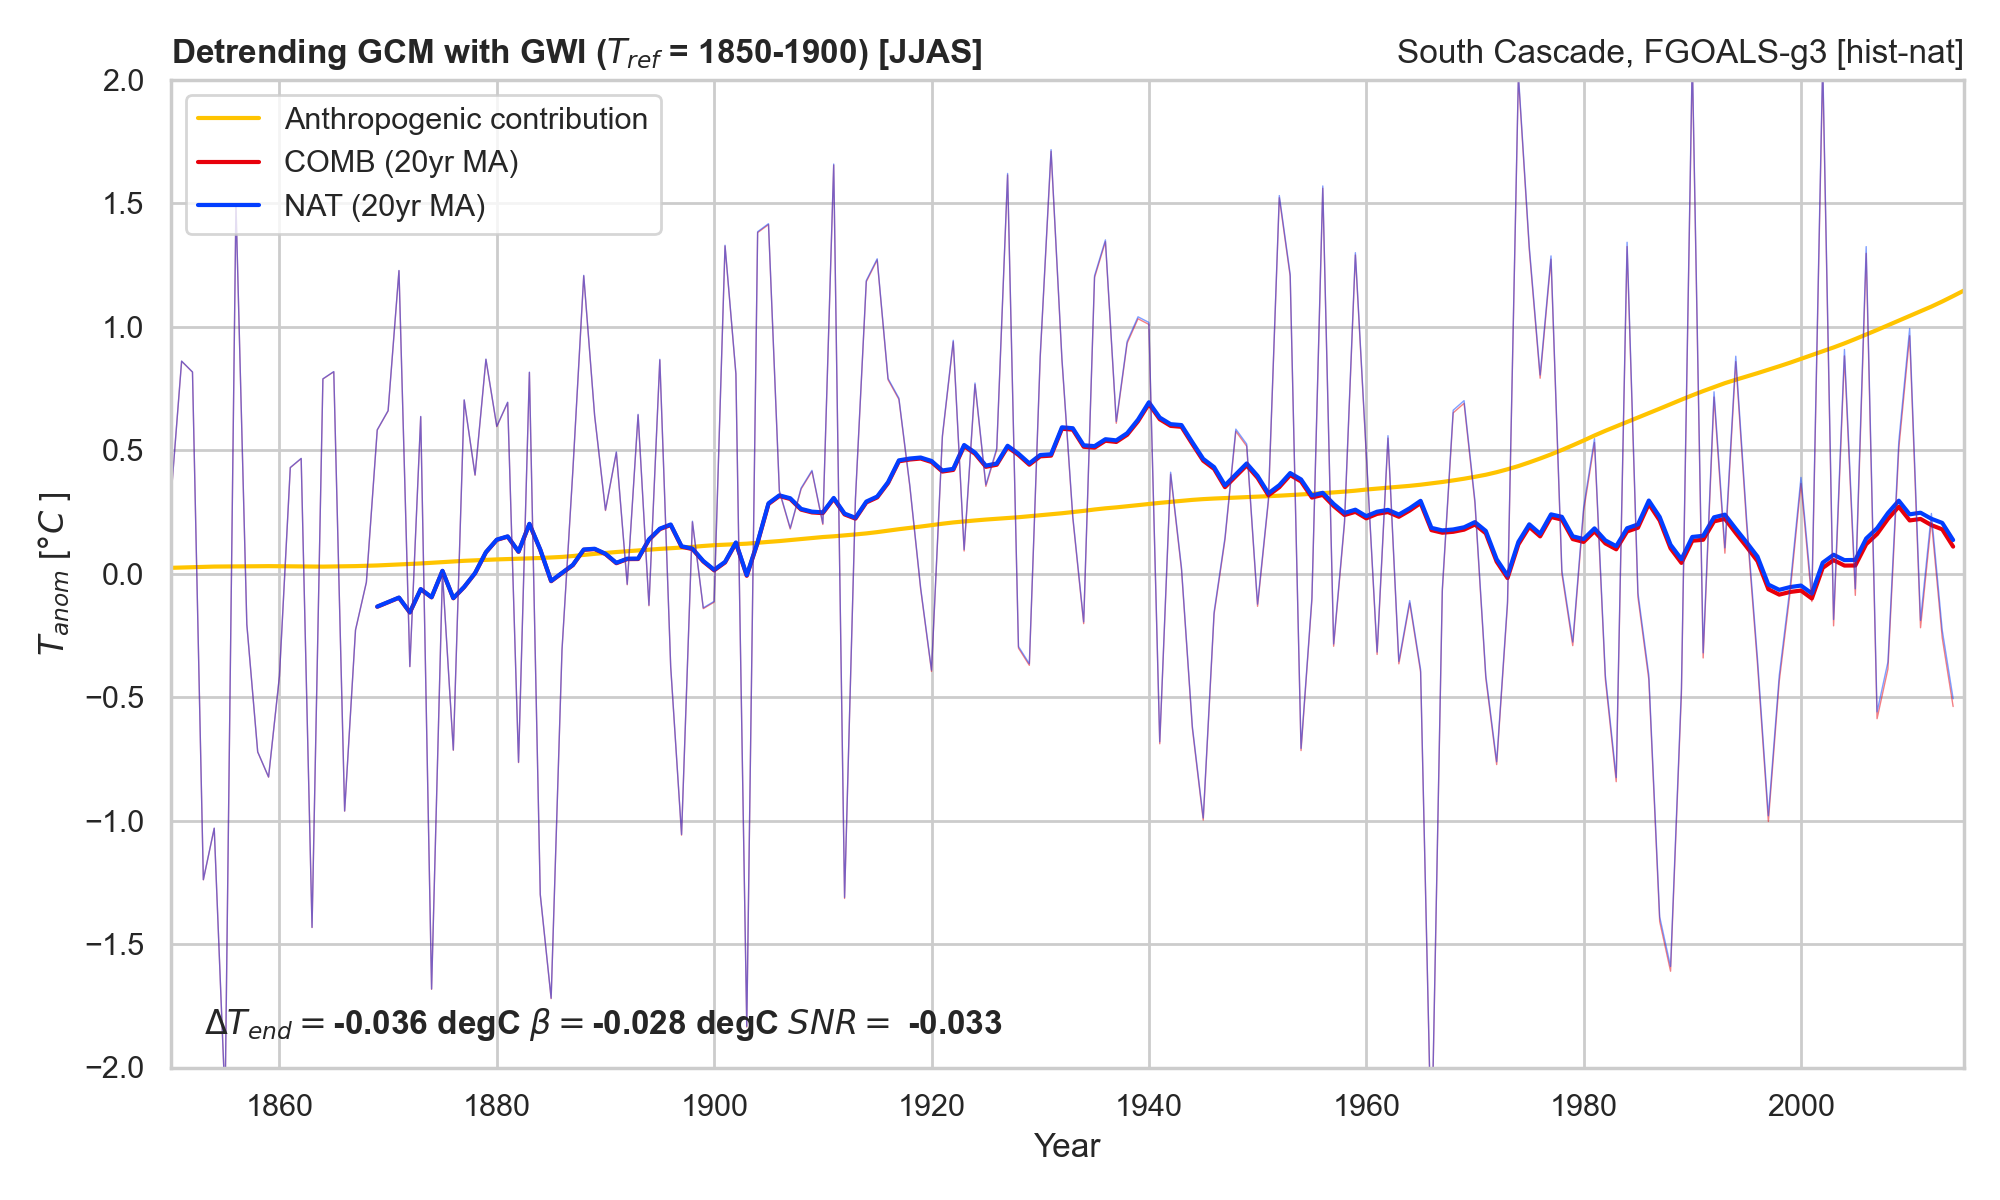 Detrending GCM with GWI (T_ref = 1850-1900) [JJAS]
South Cascade, FGOALS-g3 [hist-nat]
Anthropogenic contribution
COMB (20yr MA)
NAT (20yr MA)
2.0
1.5
1.0
0.5
0.0
−0.5
−1.0
−1.5
−2.0
T_anom [°C ]
ΔT_end = -0.036 degC β = -0.028 degC SNR = -0.033
1860 1880 1900 1920 1940 1960 1980 2000
Year